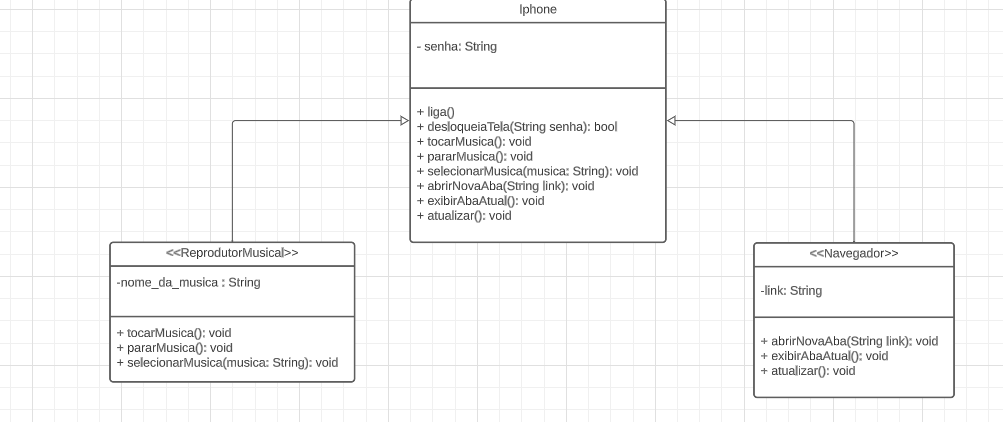 Iphone
- senha: String
+ liga()
+ desloqueiaTela(String senha): bool
+ tocarMusica(): void
+ pararMusica(): void
+ selecionarMusica(musica: String): void
+ abrirNovaAba(String link): void
+ exibirAbaAtual(): void
+ atualizar(): void
<<ReprodutorMusical>>
-nome_da_musica : String
+ tocarMusica(): void
+ pararMusica(): void
+ selecionarMusica(musica: String): void
<<Navegador>>
-link: String
+ abrirNovaAba(String link): void
+ exibirAbaAtual(): void
+ atualizar(): void